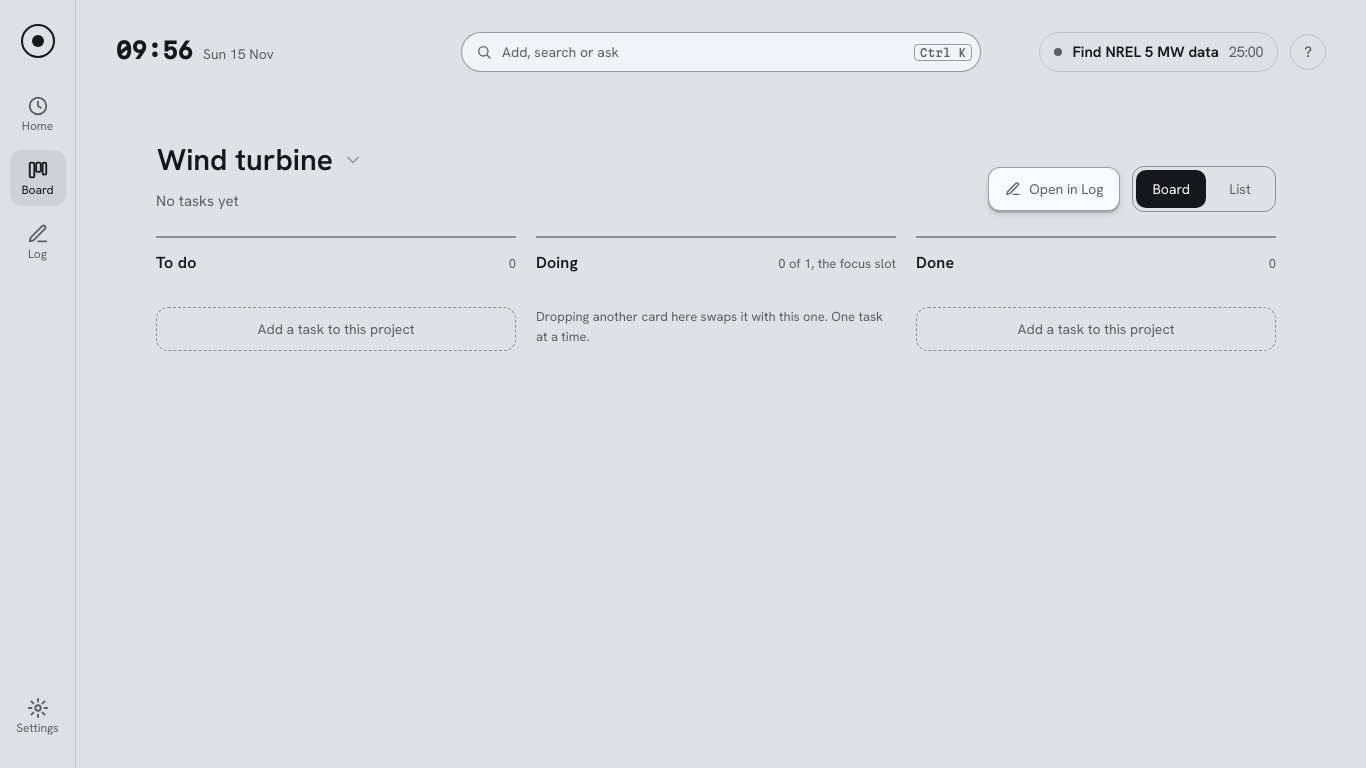 09:56 Sun 15 Nov
Add, search or ask
Ctrl K
Find NREL 5 MW data 25:00
?
Home
Board
Log
Settings
Wind turbine
No tasks yet
Open in Log
Board
List
To do 0
Add a task to this project
Doing 0 of 1, the focus slot
Dropping another card here swaps it with this one. One task
at a time.
Done 0
Add a task to this project